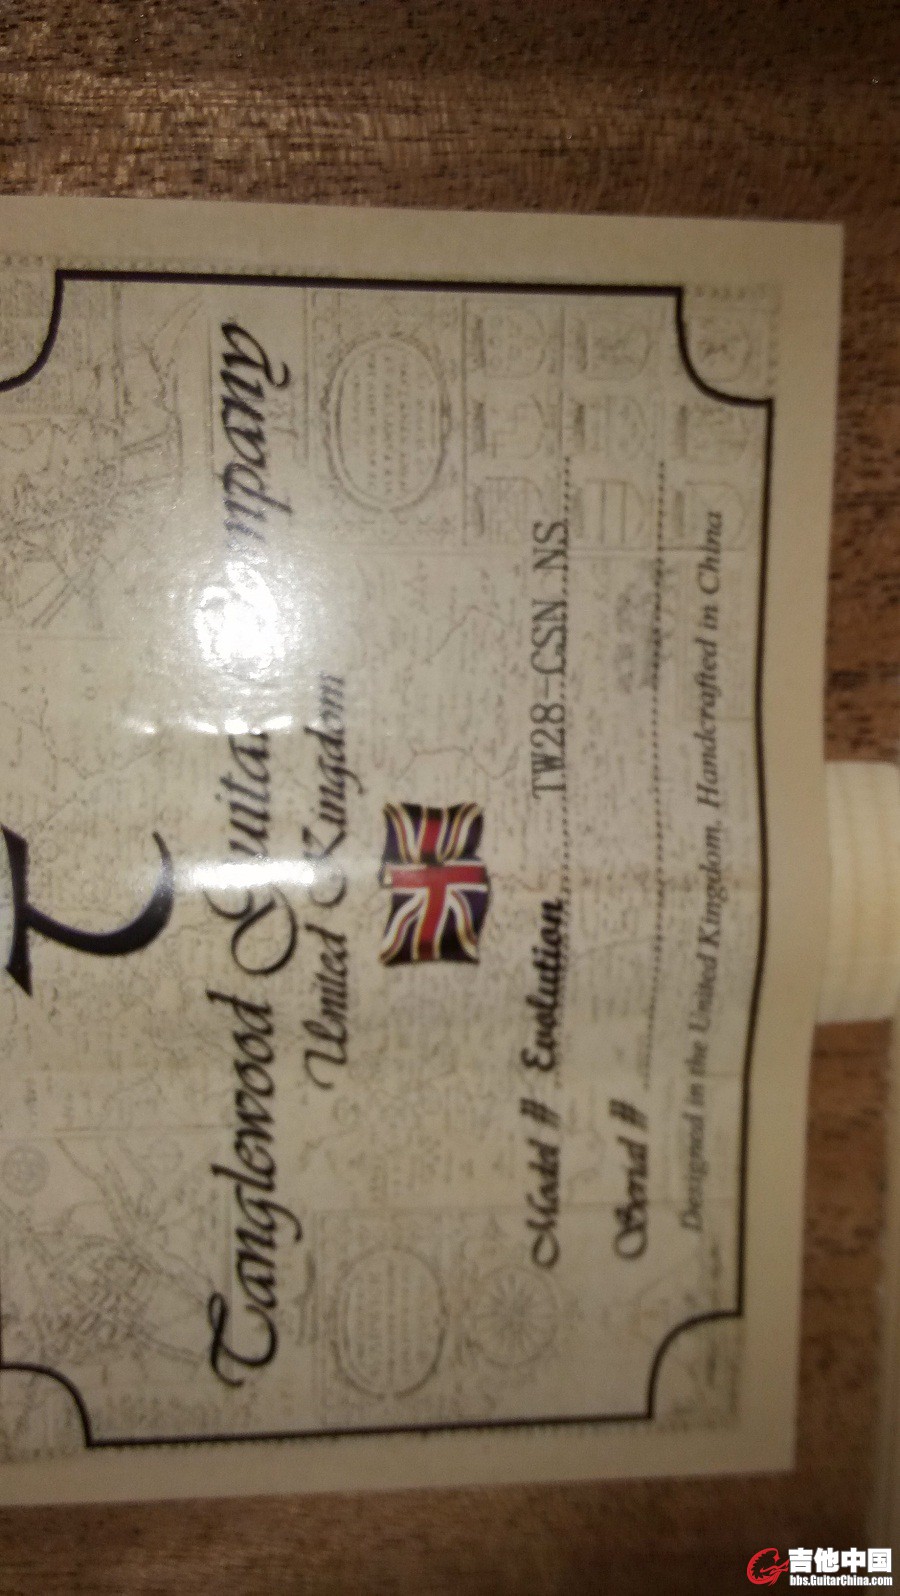 T
Tanglewood Guitar Company
United Kingdom
Model # Evolution TW28-CSN NS
Serial #
Designed in the United Kingdom. Handcrafted in China
吉他中国
bbs.GuitarChina.com